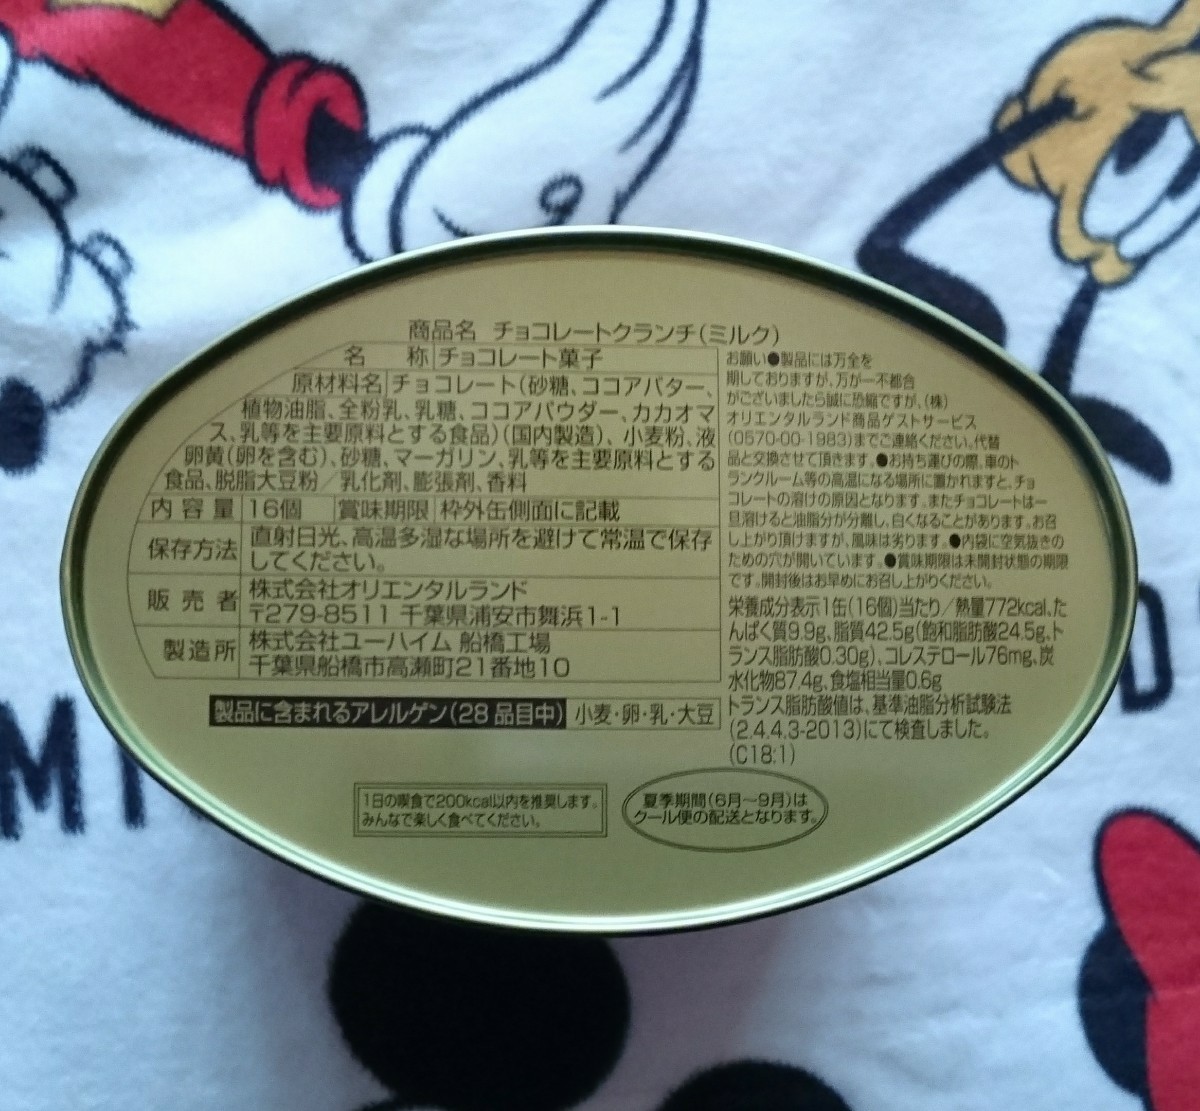 商品名 チョコレートクランチ(ミルク)
名 称 チョコレート菓子
原材料名 チョコレート(砂糖、ココアバター、
植物油脂、全粉乳、乳糖、ココアパウダー、カカオマ
ス、乳等を主要原料とする食品)(国内製造)、小麦粉、液
卵黄(卵を含む)、砂糖、マーガリン、乳等を主要原料とする
食品、脱脂大豆粉/乳化剤、膨張剤、香料
内容量 16個 賞味期限 枠外缶側面に記載
保存方法 直射日光、高温多湿な場所を避けて常温で保存
してください。
販売者 株式会社オリエンタルランド
〒279-8511 千葉県浦安市舞浜1-1
製造所 株式会社ユーハイム 船橋工場
千葉県船橋市高瀬町21番地10
製品に含まれるアレルゲン(28品目中) 小麦・卵・乳・大豆
お願い●製品には万全を
期しておりますが、万が一不都合
がございましたら誠に恐縮ですが、(株)
オリエンタルランド商品ゲストサービス
(0570-00-1983)までご連絡ください。代替
品と交換させて頂きます。●お持ち運びの際、車のト
ランクルーム等の高温になる場所に置かれますと、チョ
コレートの溶けの原因となります。またチョコレートは一
旦溶けると油脂分が分離し、白くなることがあります。お召
し上がり頂けますが、風味は劣ります。●内袋に空気抜きの
ための穴が開いています。●賞味期限は未開封状態の期限
です。開封後はお早めにお召し上がりください。
栄養成分表示1缶(16個)当たり/熱量772kcal、た
んぱく質9.9g、脂質42.5g(飽和脂肪酸24.5g、ト
ランス脂肪酸0.30g)、コレステロール76mg、炭
水化物87.4g、食塩相当量0.6g
トランス脂肪酸値は、基準油脂分析試験法
(2.4.4.3-2013)にて検査しました。
(C18:1)
1日の喫食で200kcal以内を推奨します。
みんなで楽しく食べてください。
夏季期間(6月~9月)は
クール便の配送となります。